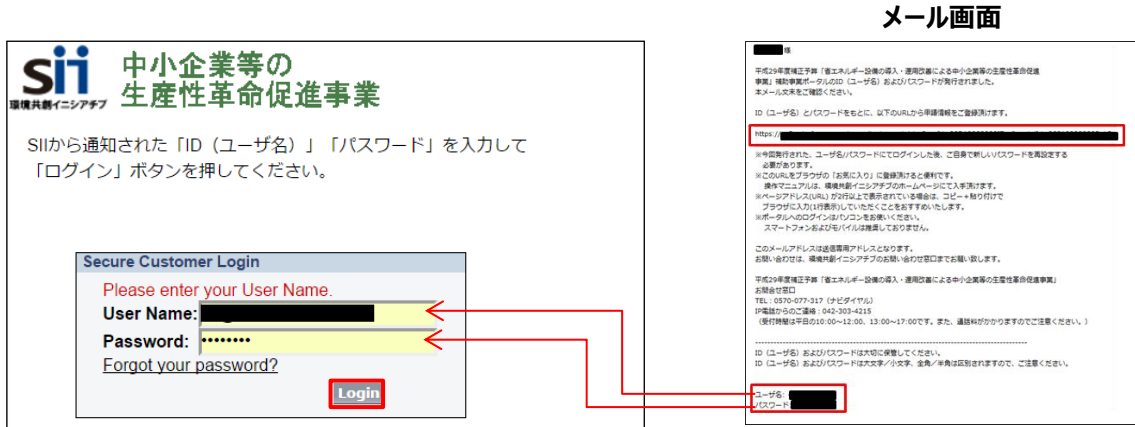 メール画面
Sii
環境共創イニシアチブ
中小企業等の
生産性革命促進事業
SIIから通知された「ID（ユーザ名）」「パスワード」を入力して
「ログイン」ボタンを押してください。
Secure Customer Login
Please enter your User Name.
User Name:
Password: ••••••••
Forgot your password?
Login
様
平成29年度補正予算「省エネルギー設備の導入・運用改善による中小企業等の生産性革命促進
事業」補助事業ポータルのID（ユーザ名）およびパスワードが発行されました。
本メール文末をご確認ください。
ID（ユーザ名）とパスワードをもとに、以下のURLから申請情報をご登録頂けます。
https://
※今回発行された、ユーザ名/パスワードにてログインした後、ご自身で新しいパスワードを再設定する
必要があります。
※このURLをブラウザの「お気に入り」に登録頂けると便利です。
操作マニュアルは、環境共創イニシアチブのホームページにて入手頂けます。
※ページアドレス(URL) が2行以上で表示されている場合は、コピー＋貼り付けで
ブラウザに入力(1行表示)していただくことをおすすめいたします。
※ポータルへのログインはパソコンをお使いください。
スマートフォンおよびモバイルは推奨しておりません。
このメールアドレスは送信専用アドレスとなります。
お問い合わせは、環境共創イニシアチブのお問い合わせ窓口までお願い致します。
平成29年度補正予算「省エネルギー設備の導入・運用改善による中小企業等の生産性革命促進事業」
お問合せ窓口
TEL：0570-077-317（ナビダイヤル）
IP電話からのご連絡：042-303-4215
（受付時間は平日の10:00～12:00、13:00～17:00です。また、通話料がかかりますのでご注意ください。）
ID（ユーザ名）およびパスワードは大切に保管してください。
ID（ユーザ名）およびパスワードは大文字／小文字、全角／半角は区別されますので、ご注意ください。
ユーザ名:
パスワード: